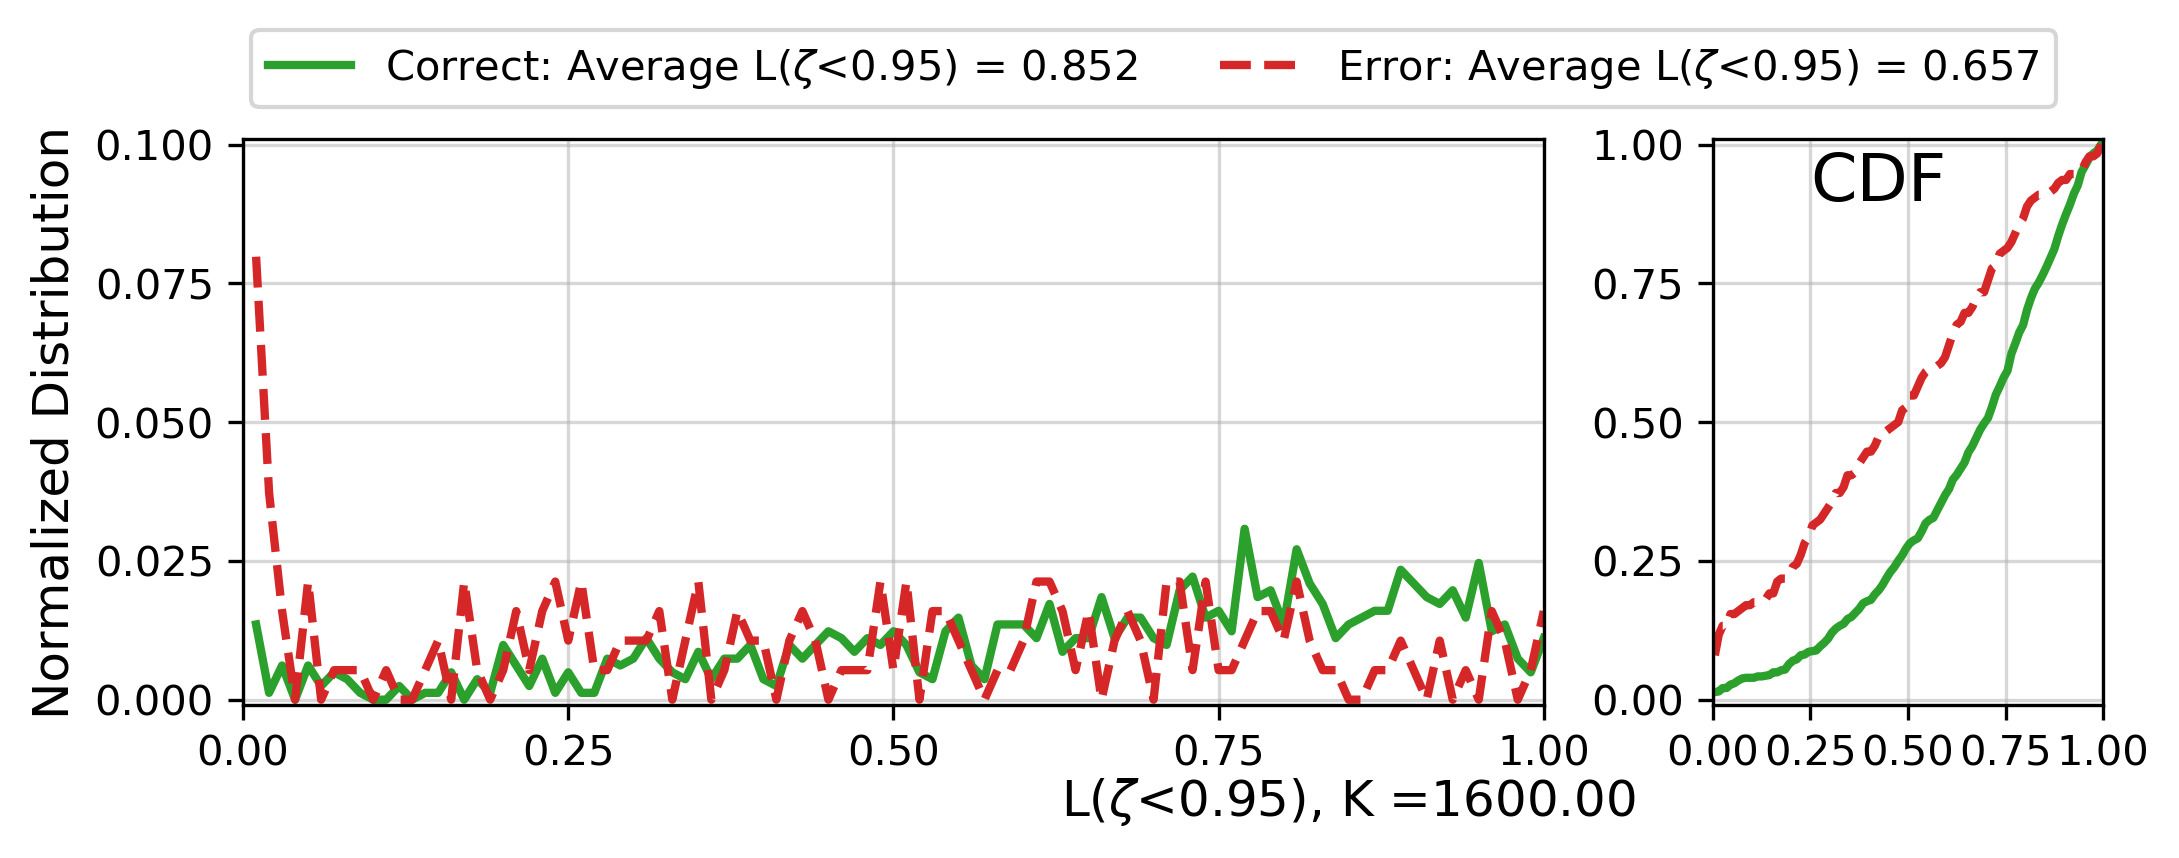 Correct: Average L(ζ<0.95) = 0.852
Error: Average L(ζ<0.95) = 0.657
Normalized Distribution
0.100
0.075
0.050
0.025
0.000
0.00 0.25 0.50 0.75 1.00
CDF
1.00
0.75
0.50
0.25
0.00
0.00 0.25 0.50 0.75 1.00
L(ζ<0.95), K =1600.00